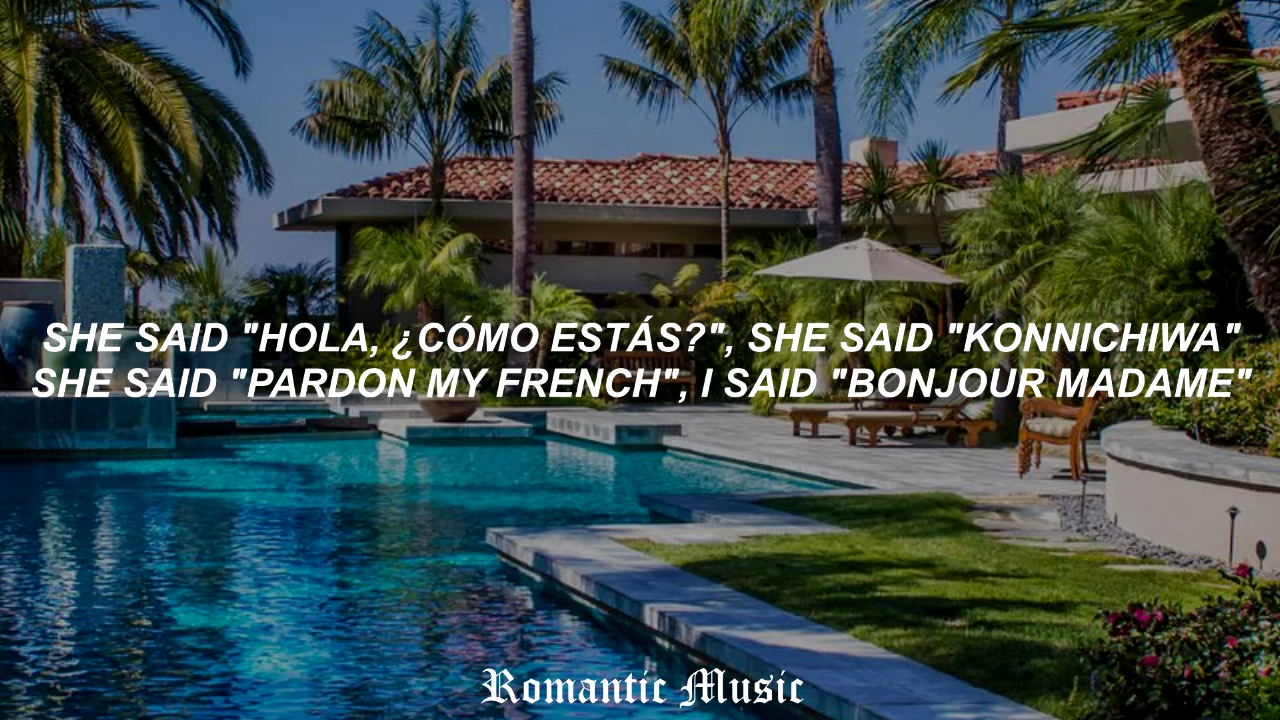 SHE SAID "HOLA, ¿CÓMO ESTÁS?", SHE SAID "KONNICHIWA"
SHE SAID "PARDON MY FRENCH", I SAID "BONJOUR MADAME"
Romantic Music